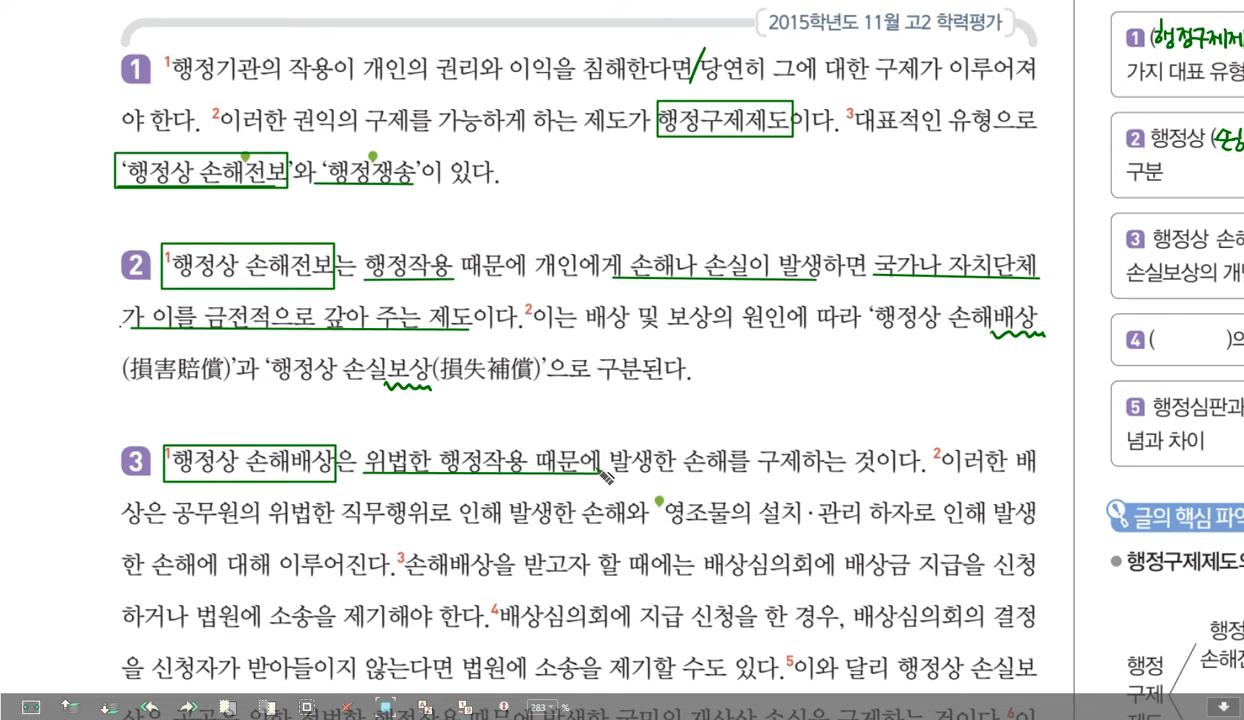 2015학년도 11월 고2 학력평가
1 ¹행정기관의 작용이 개인의 권리와 이익을 침해한다면/당연히 그에 대한 구제가 이루어져
야 한다. ²이러한 권익의 구제를 가능하게 하는 제도가 행정구제제도이다. ³대표적인 유형으로
‘행정상 손해전보’와 ‘행정쟁송’이 있다.
2 ¹행정상 손해전보는 행정작용 때문에 개인에게 손해나 손실이 발생하면 국가나 자치단체
가 이를 금전적으로 갚아 주는 제도이다.²이는 배상 및 보상의 원인에 따라 ‘행정상 손해배상
(損害賠償)’과 ‘행정상 손실보상(損失補償)’으로 구분된다.
3 ¹행정상 손해배상은 위법한 행정작용 때문에 발생한 손해를 구제하는 것이다. ²이러한 배
상은 공무원의 위법한 직무행위로 인해 발생한 손해와 영조물의 설치·관리 하자로 인해 발생
한 손해에 대해 이루어진다.³손해배상을 받고자 할 때에는 배상심의회에 배상금 지급을 신청
하거나 법원에 소송을 제기해야 한다.⁴배상심의회에 지급 신청을 한 경우, 배상심의회의 결정
을 신청자가 받아들이지 않는다면 법원에 소송을 제기할 수도 있다.⁵이와 달리 행정상 손실보
1 (행정구제제
가지 대표 유형
2 행정상 (손
구분
3 행정상 손해
손실보상의 개
4 ( )의
5 행정심판과
념과 차이
글의 핵심 파악
● 행정구제제도의
행정
손해전
행정
구제
283 %